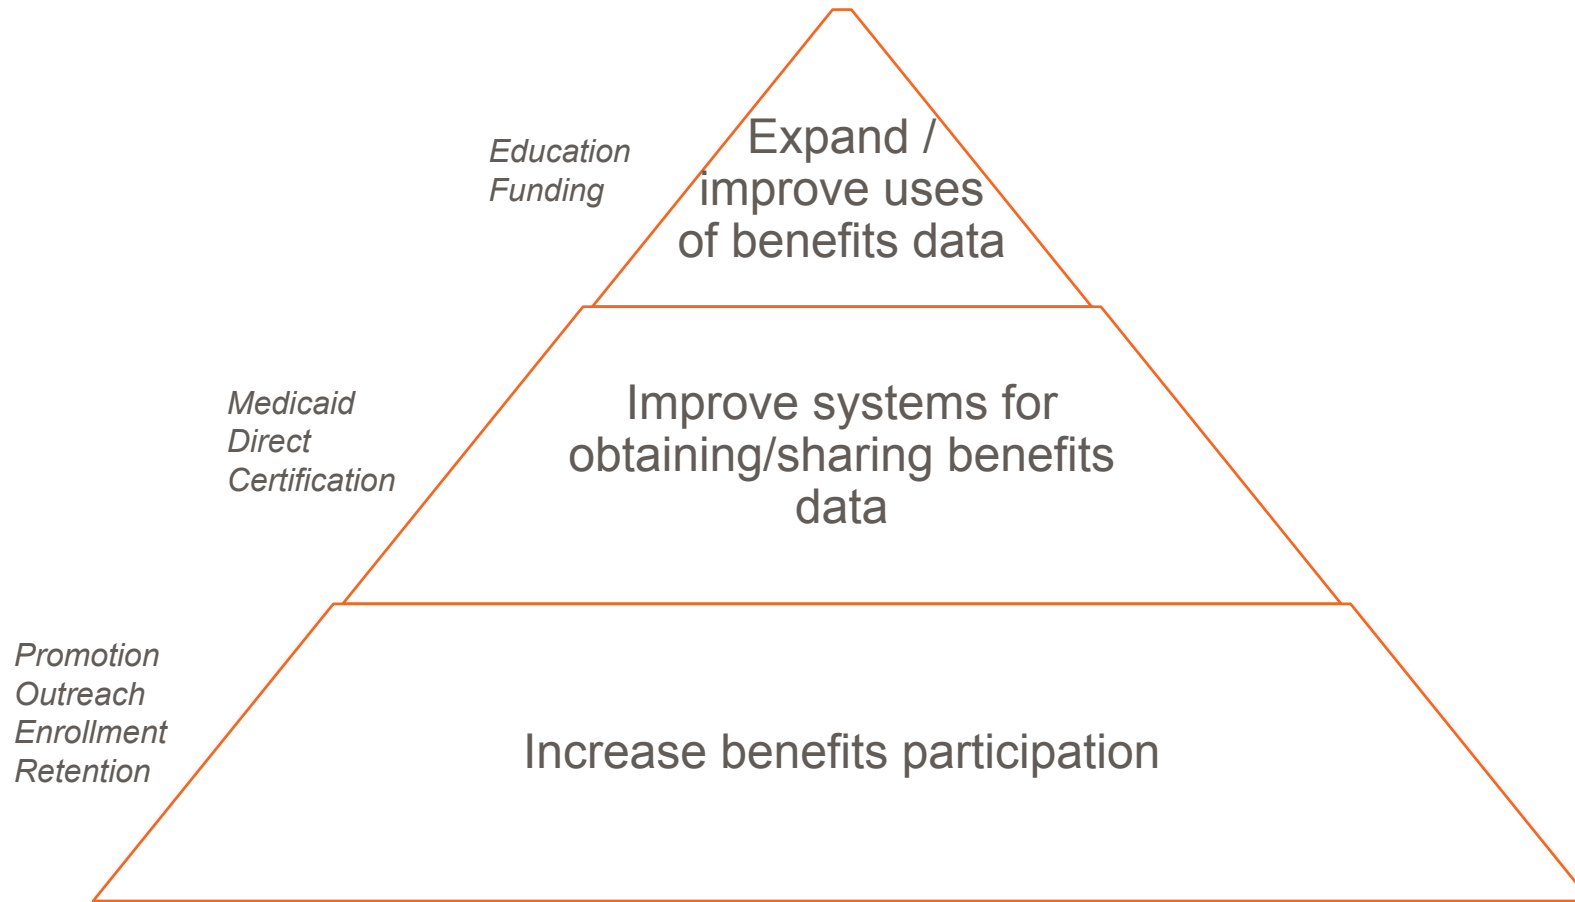 Education
Funding
Expand /
improve uses
of benefits data
Medicaid
Direct
Certification
Improve systems for
obtaining/sharing benefits
data
Promotion
Outreach
Enrollment
Retention
Increase benefits participation